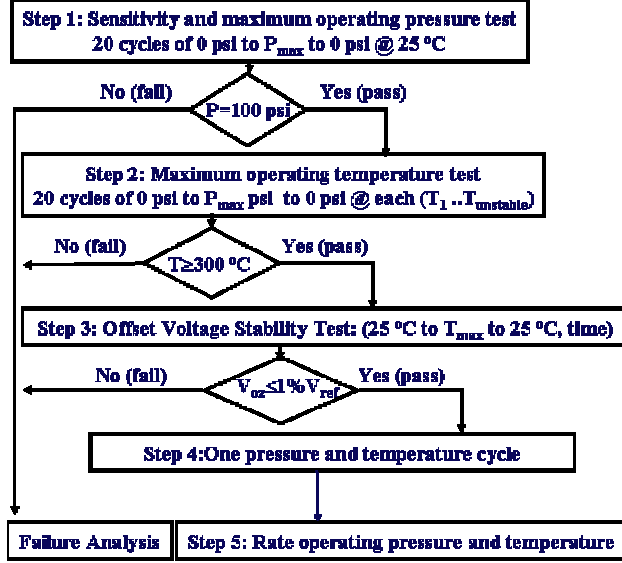 Step 1: Sensitivity and maximum operating pressure test
20 cycles of 0 psi to Pmax to 0 psi @ 25 ºC
No (fail)
Yes (pass)
P=100 psi
Step 2: Maximum operating temperature test
20 cycles of 0 psi to Pmax psi to 0 psi @ each (T1 ..Tunstable)
No (fail)
Yes (pass)
T≥300 ºC
Step 3: Offset Voltage Stability Test: (25 ºC to Tmax to 25 ºC, time)
No (fail)
Yes (pass)
Voz≤1%Vref
Step 4:One pressure and temperature cycle
Failure Analysis
Step 5: Rate operating pressure and temperature